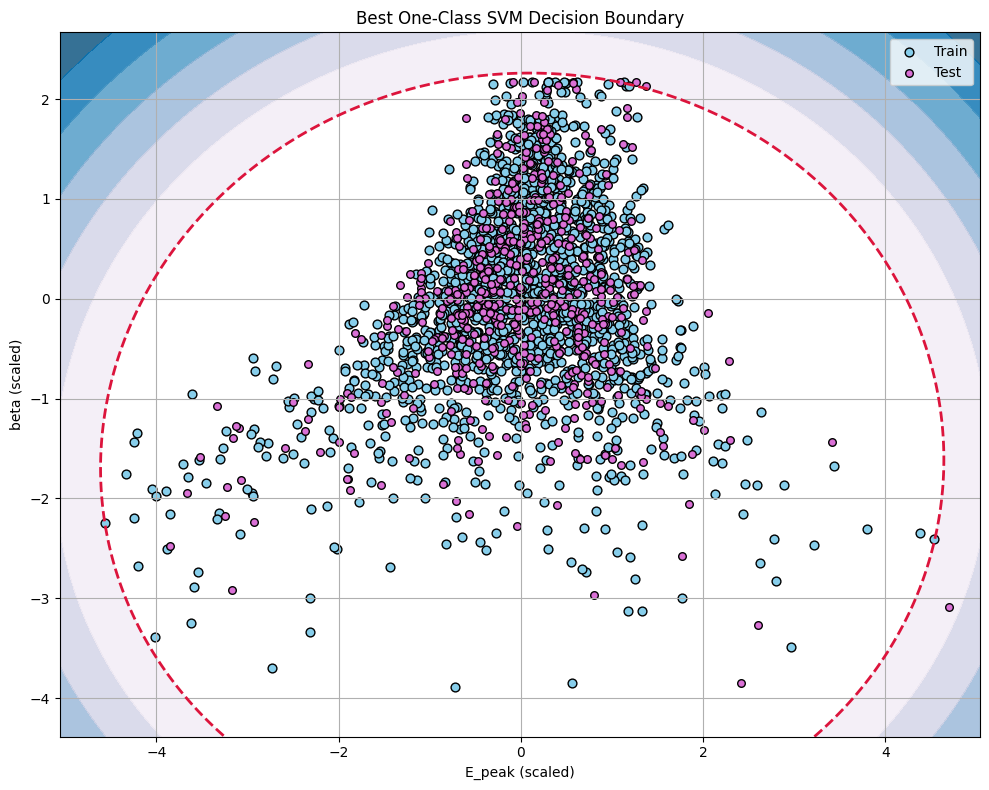 Best One-Class SVM Decision Boundary
Train
Test
2
1
0
−1
−2
−3
−4
beta (scaled)
−4
−2
0
2
4
E_peak (scaled)